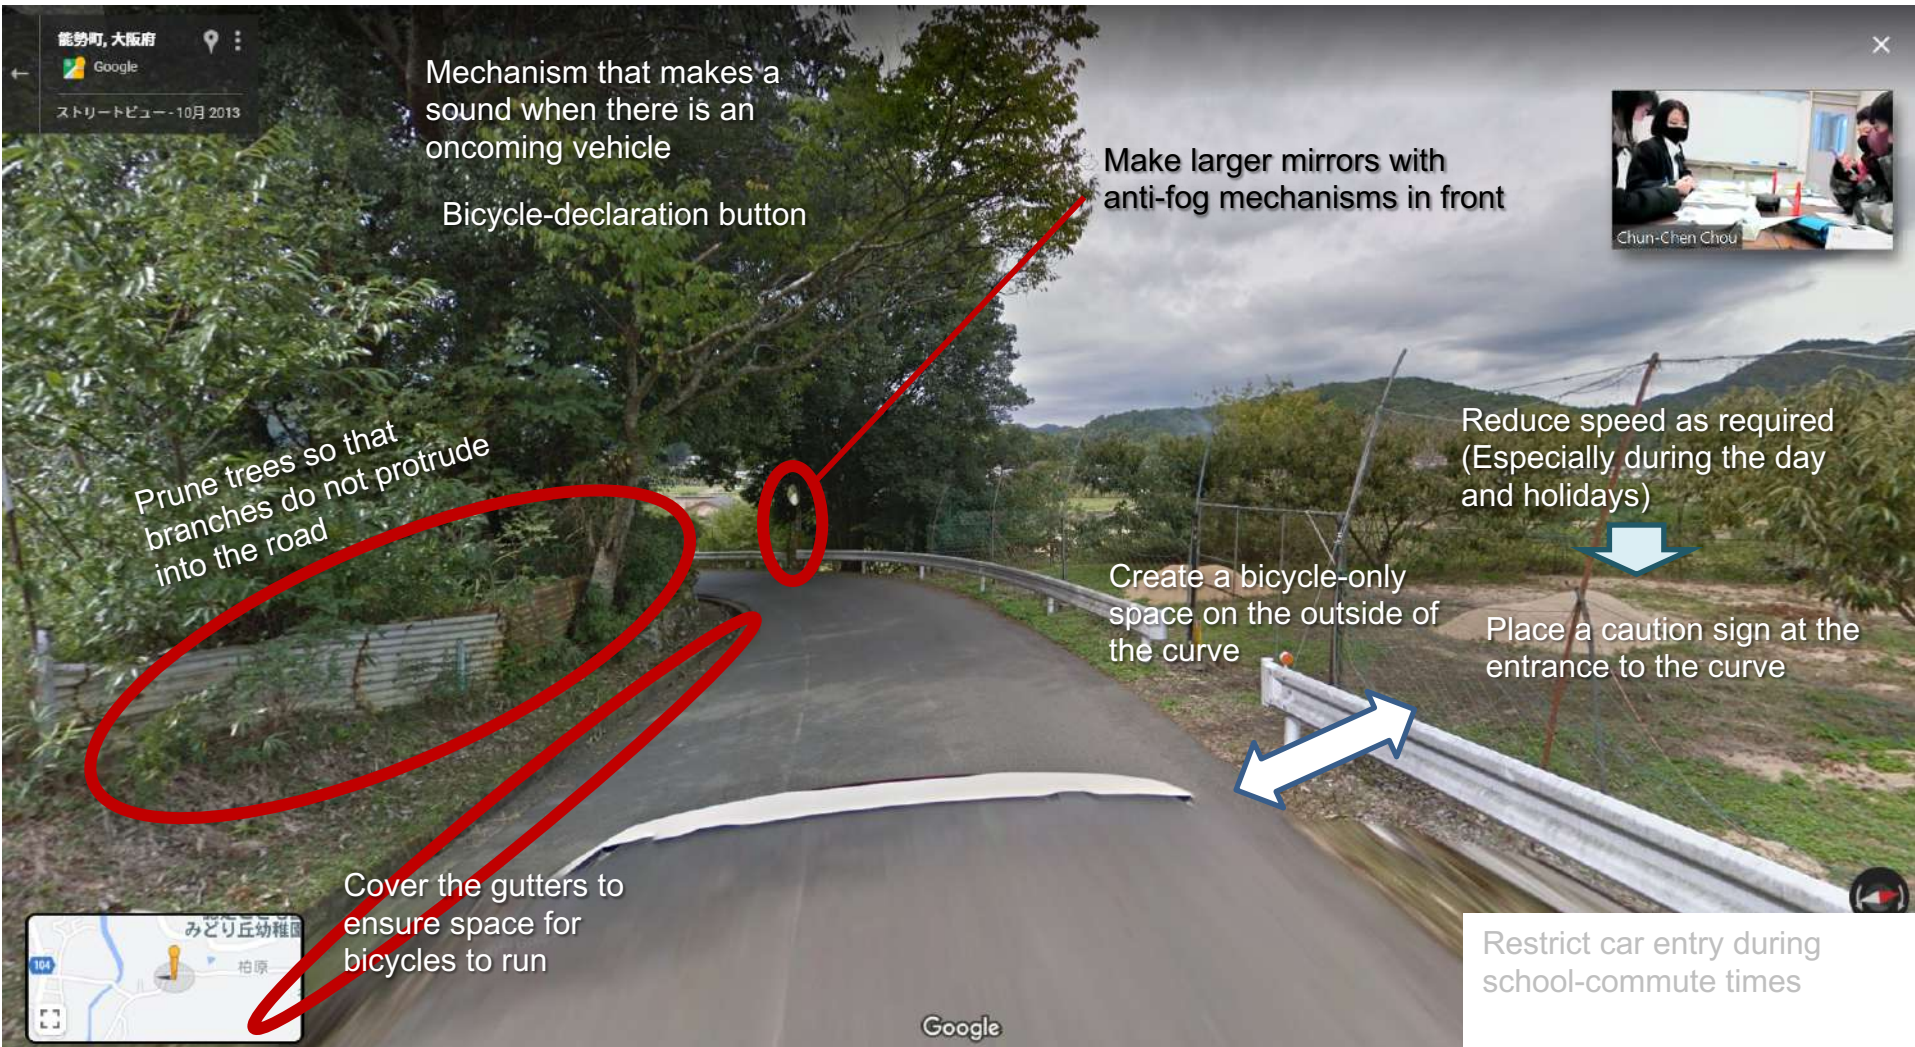 能勢町, 大阪府
Google
ストリートビュー - 10月 2013
Mechanism that makes a
sound when there is an
oncoming vehicle
Bicycle-declaration button
Make larger mirrors with
anti-fog mechanisms in front
Chun-Chen Chou
Prune trees so that
branches do not protrude
into the road
Reduce speed as required
(Especially during the day
and holidays)
Create a bicycle-only
space on the outside of
the curve
Place a caution sign at the
entrance to the curve
Cover the gutters to
ensure space for
bicycles to run
みどり丘幼稚園
104
柏原
Google
Restrict car entry during
school-commute times